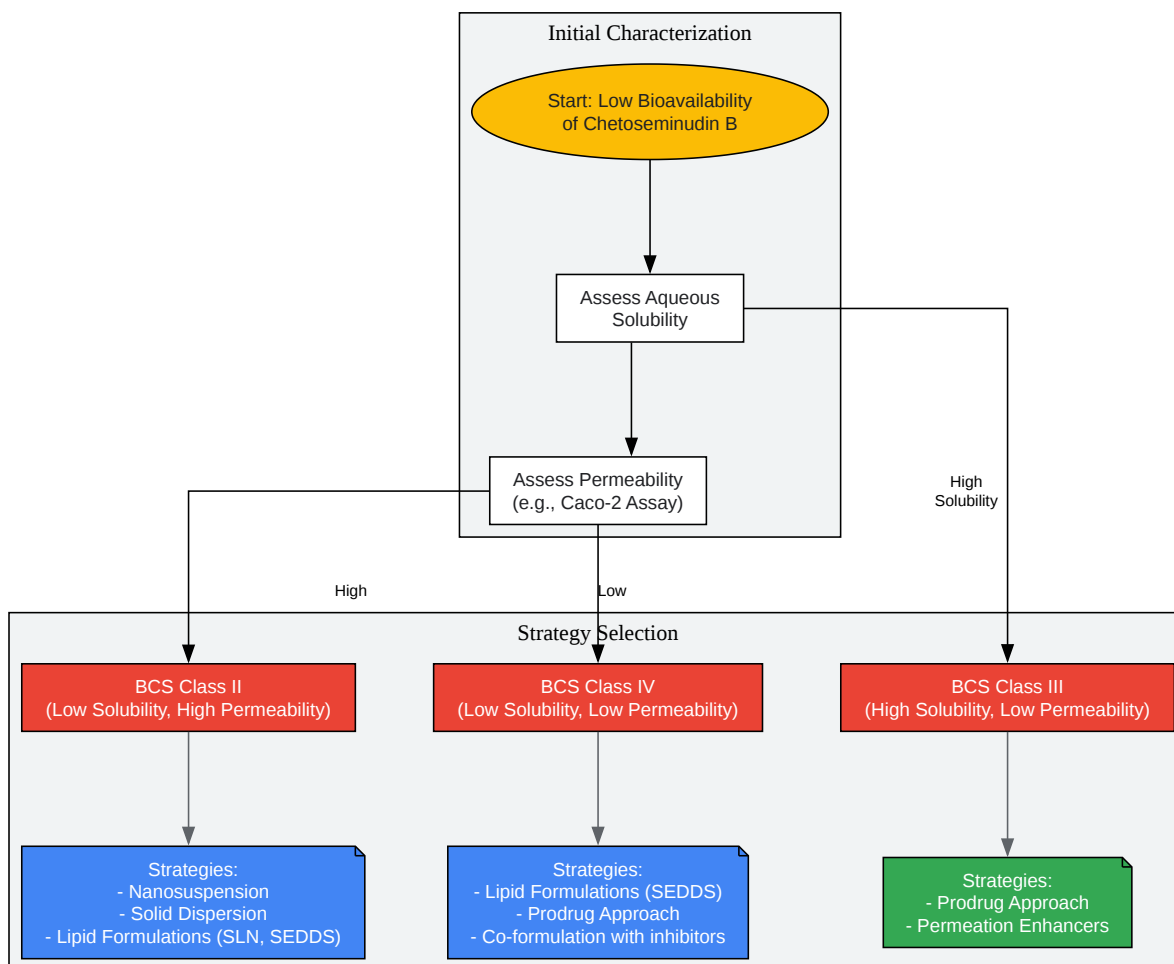 Initial Characterization
Start: Low Bioavailability
of Chetoseminudin B
Assess Aqueous
Solubility
Assess Permeability
(e.g., Caco-2 Assay)
High
Solubility
High
Low
Strategy Selection
BCS Class II
(Low Solubility, High Permeability)
BCS Class IV
(Low Solubility, Low Permeability)
BCS Class III
(High Solubility, Low Permeability)
Strategies:
- Nanosuspension
- Solid Dispersion
- Lipid Formulations (SLN, SEDDS)
Strategies:
- Lipid Formulations (SEDDS)
- Prodrug Approach
- Co-formulation with inhibitors
Strategies:
- Prodrug Approach
- Permeation Enhancers